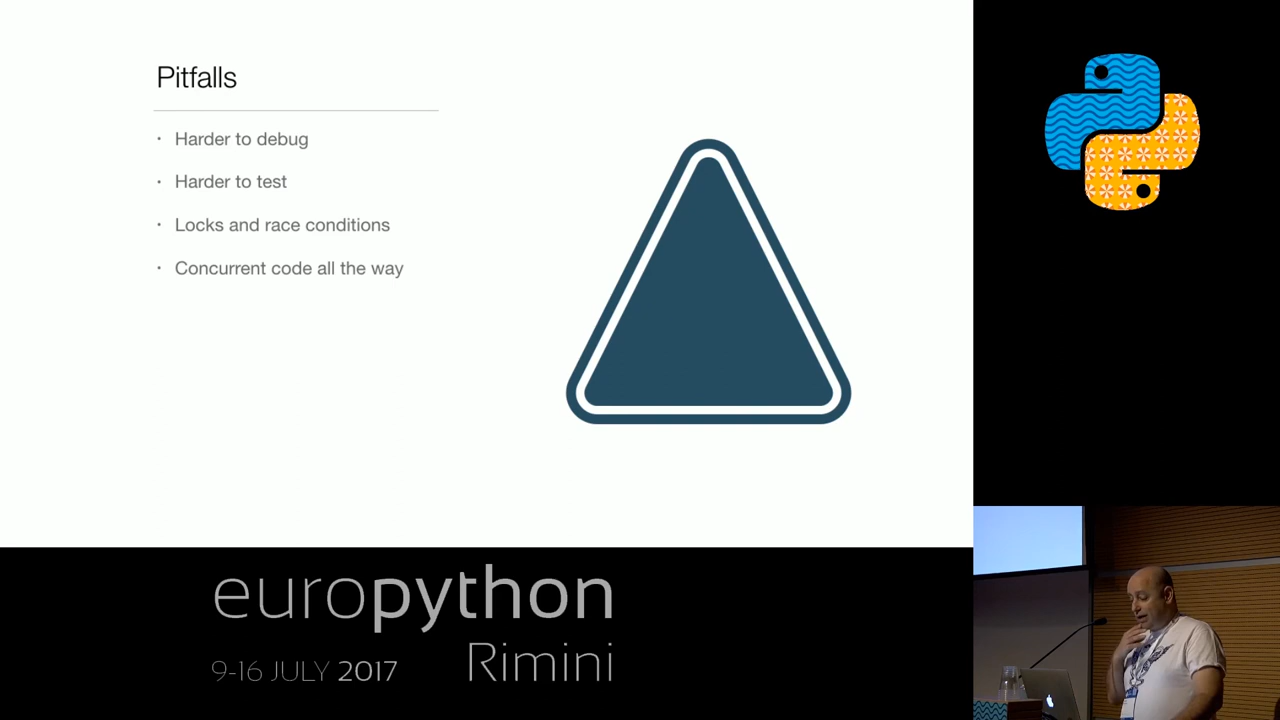 Pitfalls
· Harder to debug
· Harder to test
· Locks and race conditions
· Concurrent code all the way
europython
9-16 JULY 2017 Rimini